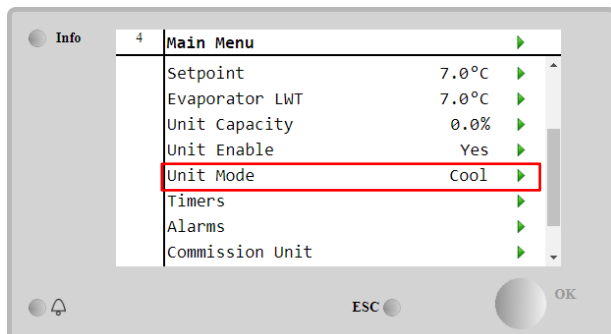 Info
4 Main Menu
Setpoint 7.0°C
Evaporator LWT 7.0°C
Unit Capacity 0.0%
Unit Enable Yes
Unit Mode Cool
Timers
Alarms
Commission Unit
ESC OK